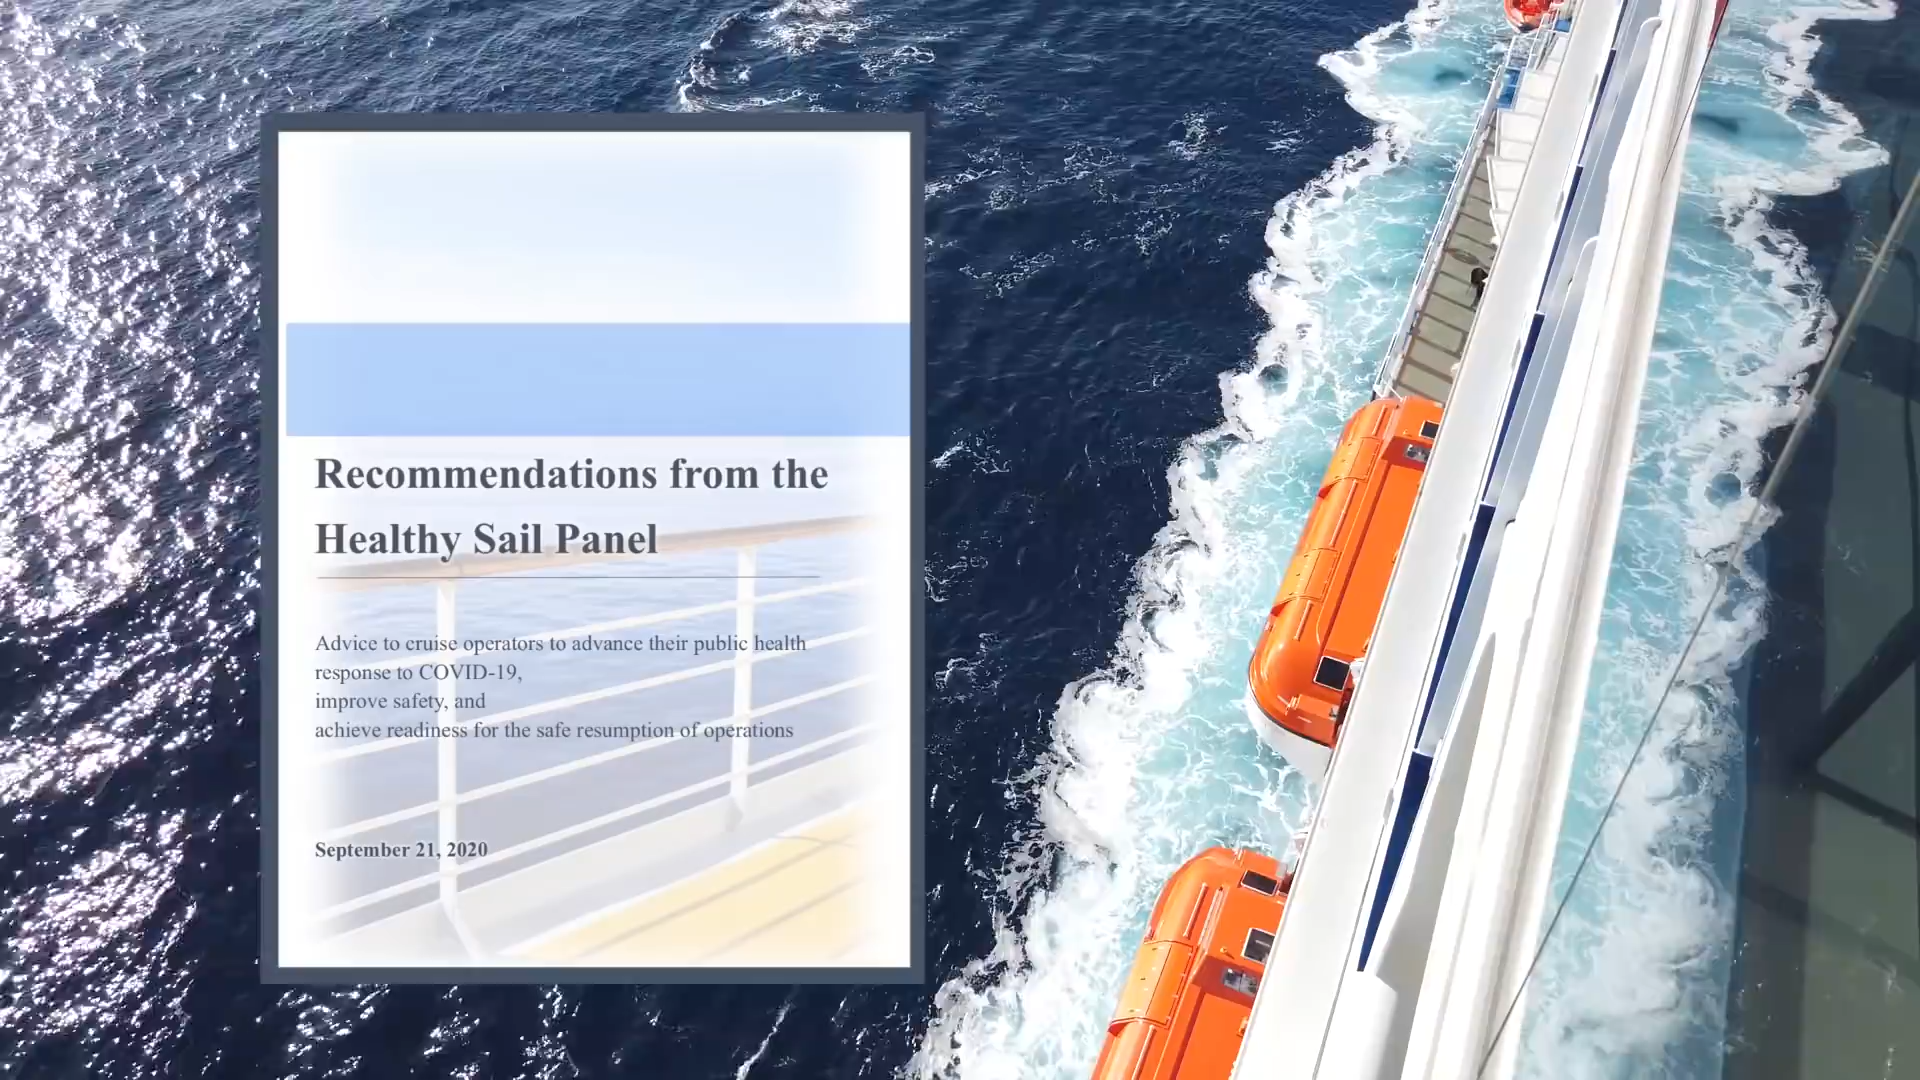 Recommendations from the
Healthy Sail Panel
Advice to cruise operators to advance their public health
response to COVID-19,
improve safety, and
achieve readiness for the safe resumption of operations
September 21, 2020